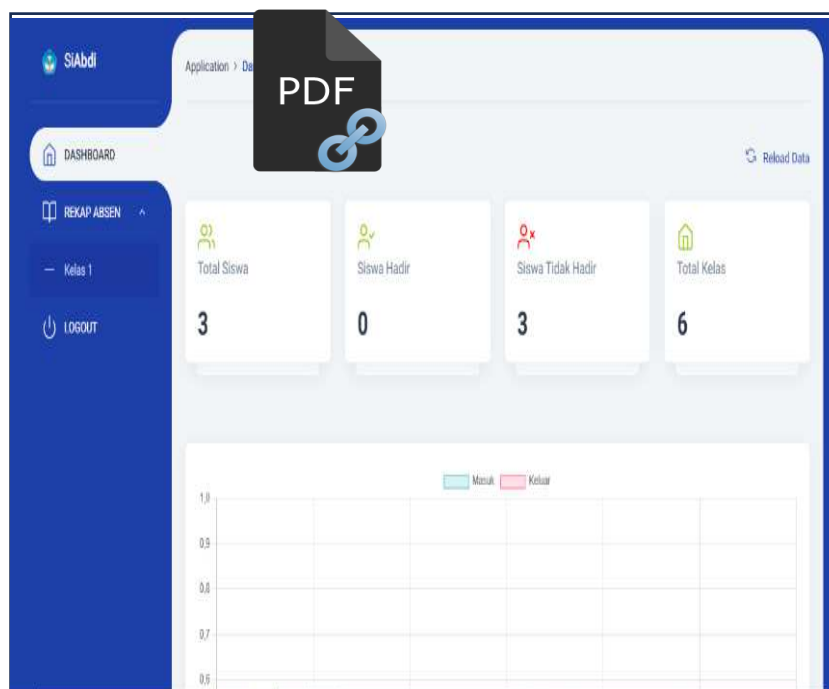 SiAbdi
Application > Da
PDF
DASHBOARD
Reload Data
REKAP ABSEN
Kelas 1
LOGOUT
Total Siswa
Siswa Hadir
Siswa Tidak Hadir
Total Kelas
3
0
3
6
Masuk Keluar
1,0
0,9
0,8
0,7
0,6